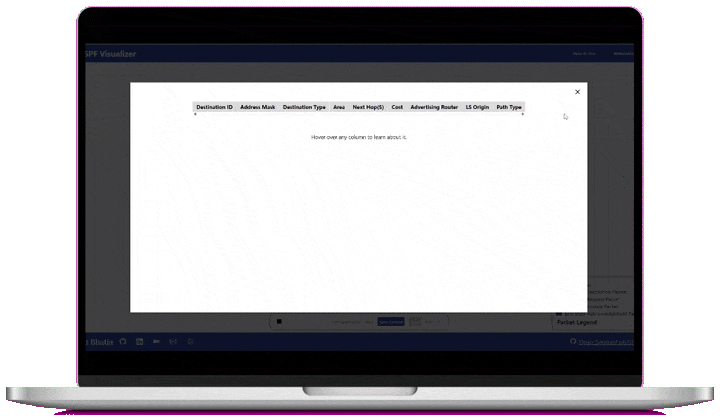 SPF Visualizer
Destination ID Address Mask Destination Type Area Next Hop(S) Cost Advertising Router LS Origin Path Type
Hover over any column to learn about it.
Packet Legend
Bhatia